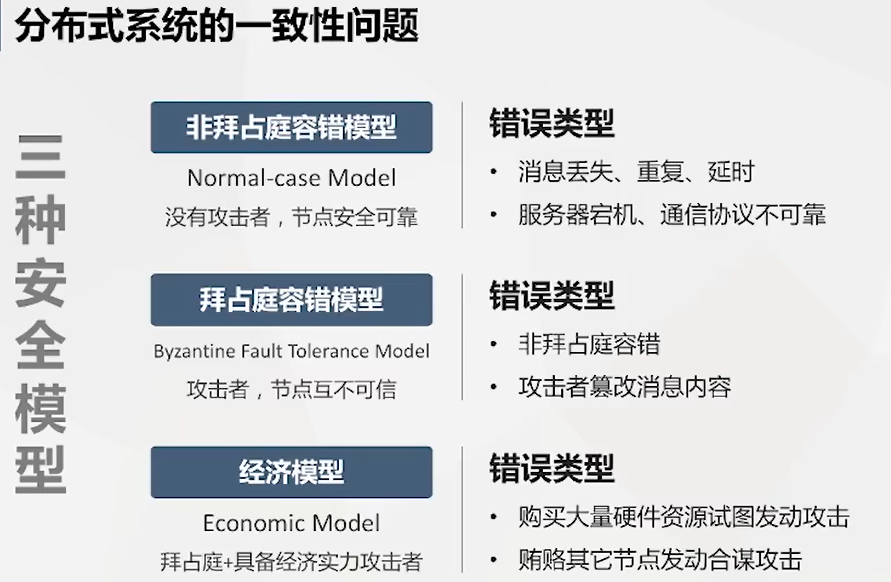 分布式系统的一致性问题
三种安全模型
非拜占庭容错模型
Normal-case Model
没有攻击者，节点安全可靠
错误类型
• 消息丢失、重复、延时
• 服务器宕机、通信协议不可靠
拜占庭容错模型
Byzantine Fault Tolerance Model
攻击者，节点互不可信
错误类型
• 非拜占庭容错
• 攻击者篡改消息内容
经济模型
Economic Model
拜占庭+具备经济实力攻击者
错误类型
• 购买大量硬件资源试图发动攻击
• 贿赂其它节点发动合谋攻击